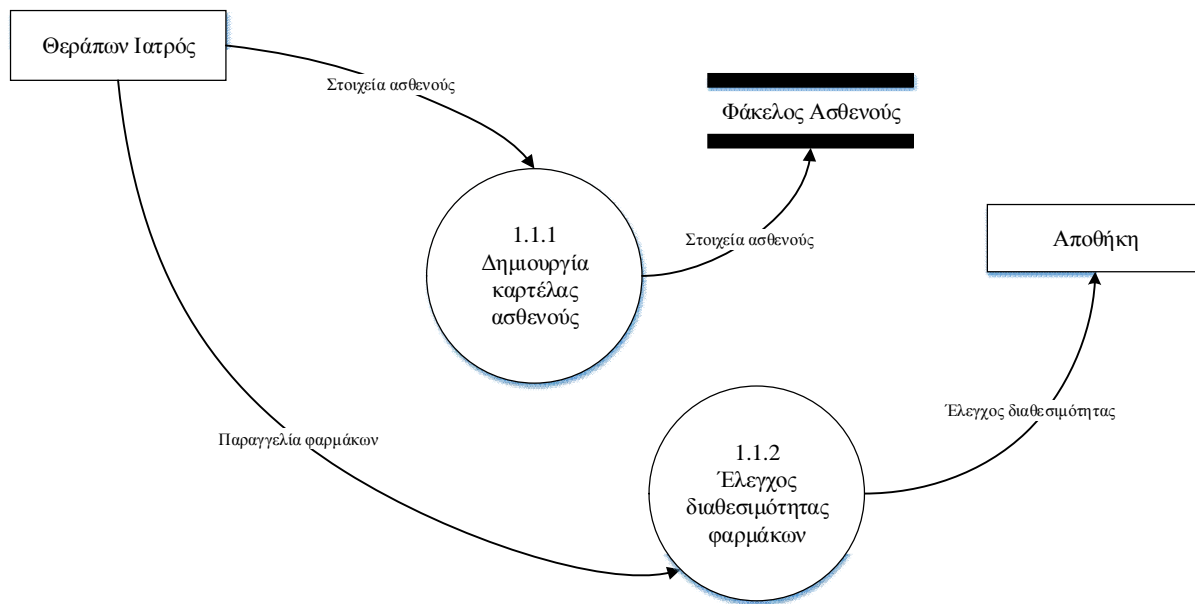 Θεράπων Ιατρός
Στοιχεία ασθενούς
Φάκελος Ασθενούς
1.1.1
Δημιουργία
καρτέλας
ασθενούς
Στοιχεία ασθενούς
Αποθήκη
Παραγγελία φαρμάκων
Έλεγχος διαθεσιμότητας
1.1.2
Έλεγχος
διαθεσιμότητας
φαρμάκων